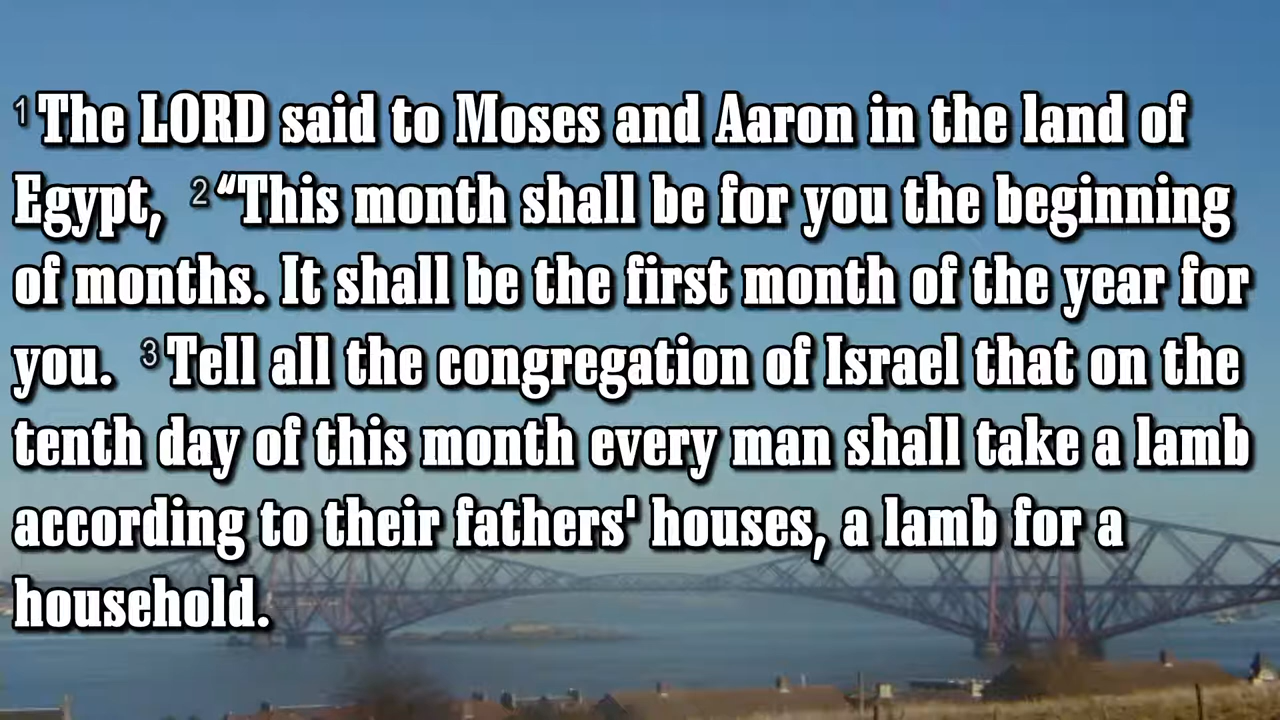 1 The LORD said to Moses and Aaron in the land of
Egypt, 2 “This month shall be for you the beginning
of months. It shall be the first month of the year for
you. 3 Tell all the congregation of Israel that on the
tenth day of this month every man shall take a lamb
according to their fathers' houses, a lamb for a
household.